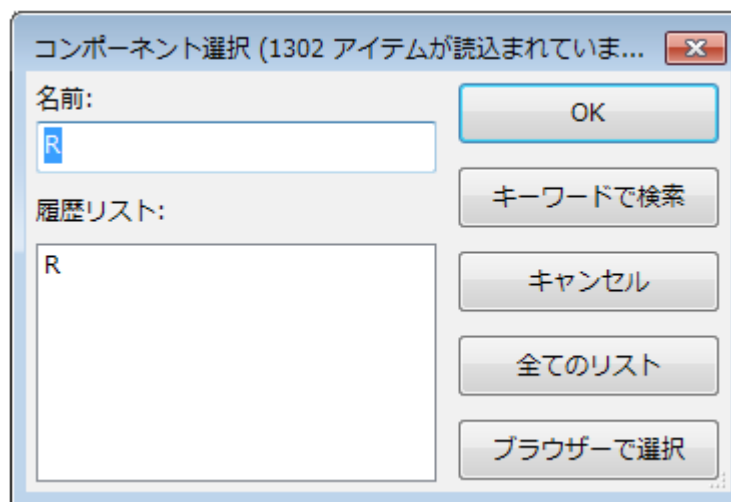 コンポーネント選択 (1302 アイテムが読込まれていま...
名前:
R
履歴リスト:
R
OK
キーワードで検索
キャンセル
全てのリスト
ブラウザーで選択